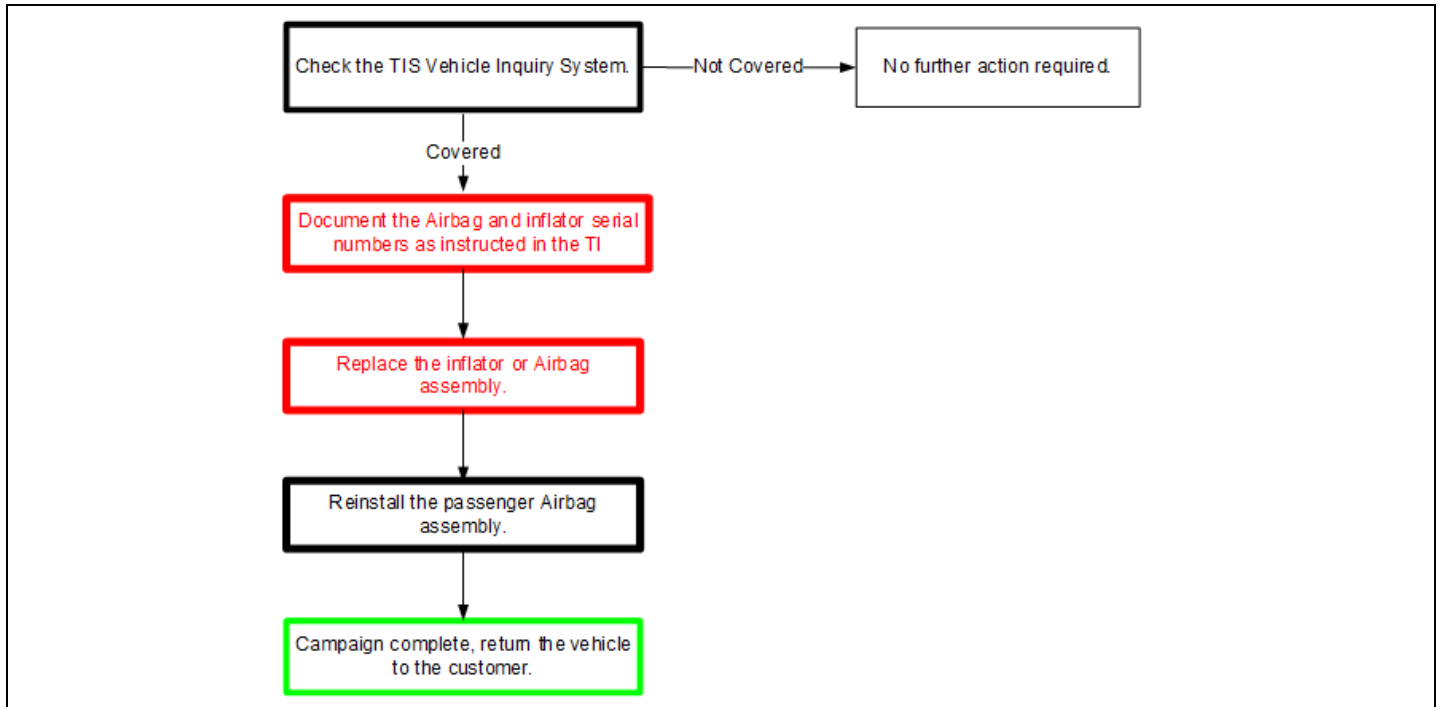 Check the TIS Vehicle Inquiry System.
Not Covered
No further action required.
Covered
Document the Airbag and inflator serial
numbers as instructed in the TI
Replace the inflator or Airbag
assembly.
Reinstall the passenger Airbag
assembly.
Campaign complete, return the vehicle
to the customer.